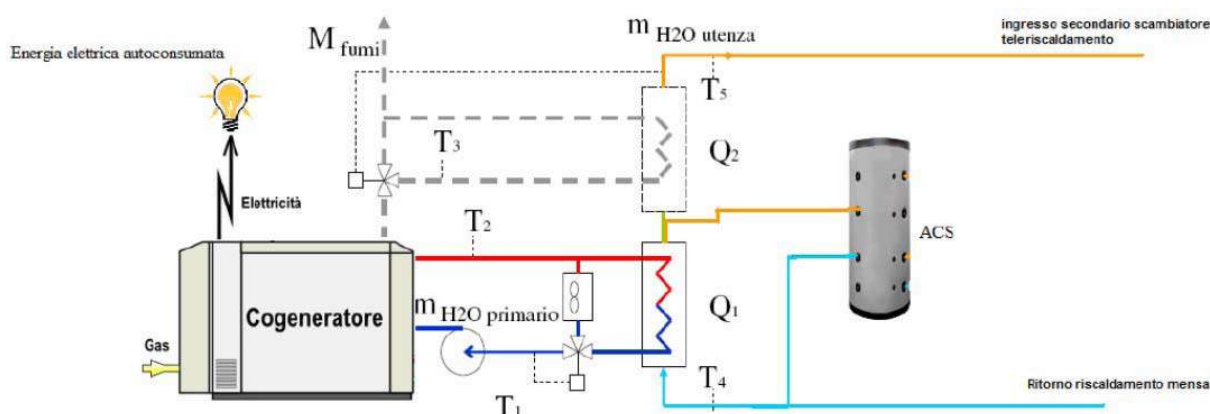 ingresso secondario scambiatore
teleriscaldamento
m H2O utenza
M fumi
Energia elettrica autoconsumata
T5
T3
Q2
Elettricità
T2
ACS
Cogeneratore
m H2O primario
Q1
Gas
T4
Ritorno riscaldamento mensa
T1